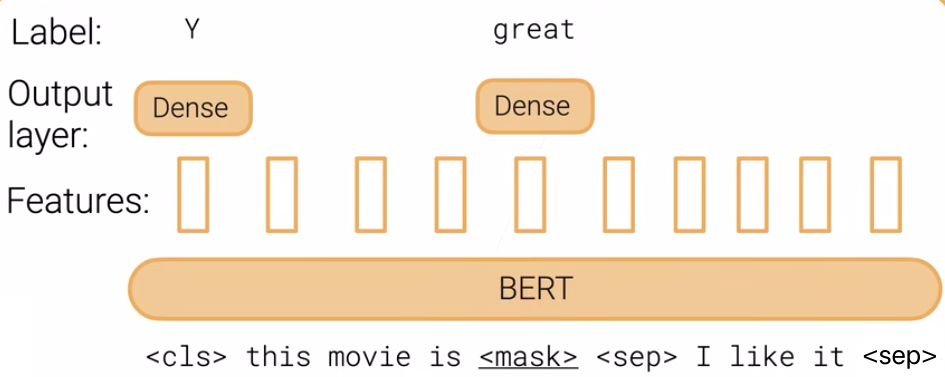 Label: Y great
Output layer: Dense Dense
Features:
BERT
<cls> this movie is <mask> <sep> I like it <sep>